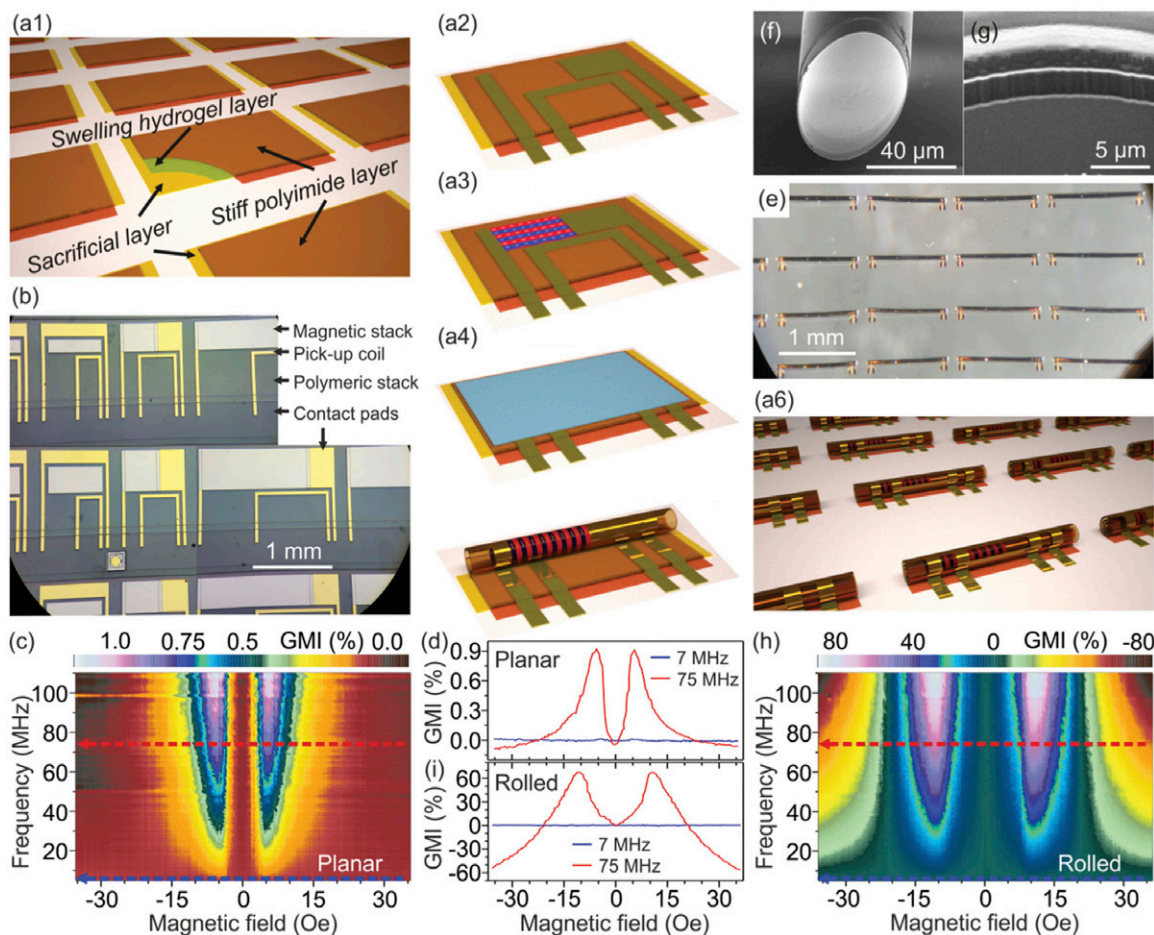 (a1)
Swelling hydrogel layer
Stiff polyimide layer
Sacrificial layer
(a2)
(a3)
(a4)
(f)
40 µm
(g)
5 µm
(e)
1 mm
(a6)
(b)
Magnetic stack
Pick-up coil
Polymeric stack
Contact pads
1 mm
(c)
1.0 0.75 0.5 GMI (%) 0.0
Frequency (MHz)
100
80
60
40
20
Planar
-30 -15 0 15 30
Magnetic field (Oe)
(d)
GMI (%)
0.9
0.6
0.3
0.0
Planar
7 MHz
75 MHz
(i)
GMI (%)
60
30
0
-30
-60
Rolled
7 MHz
75 MHz
-30 -15 0 15 30
Magnetic field (Oe)
(h)
80 40 0 GMI (%) -80
Frequency (MHz)
100
80
60
40
20
Rolled
-30 -15 0 15 30
Magnetic field (Oe)